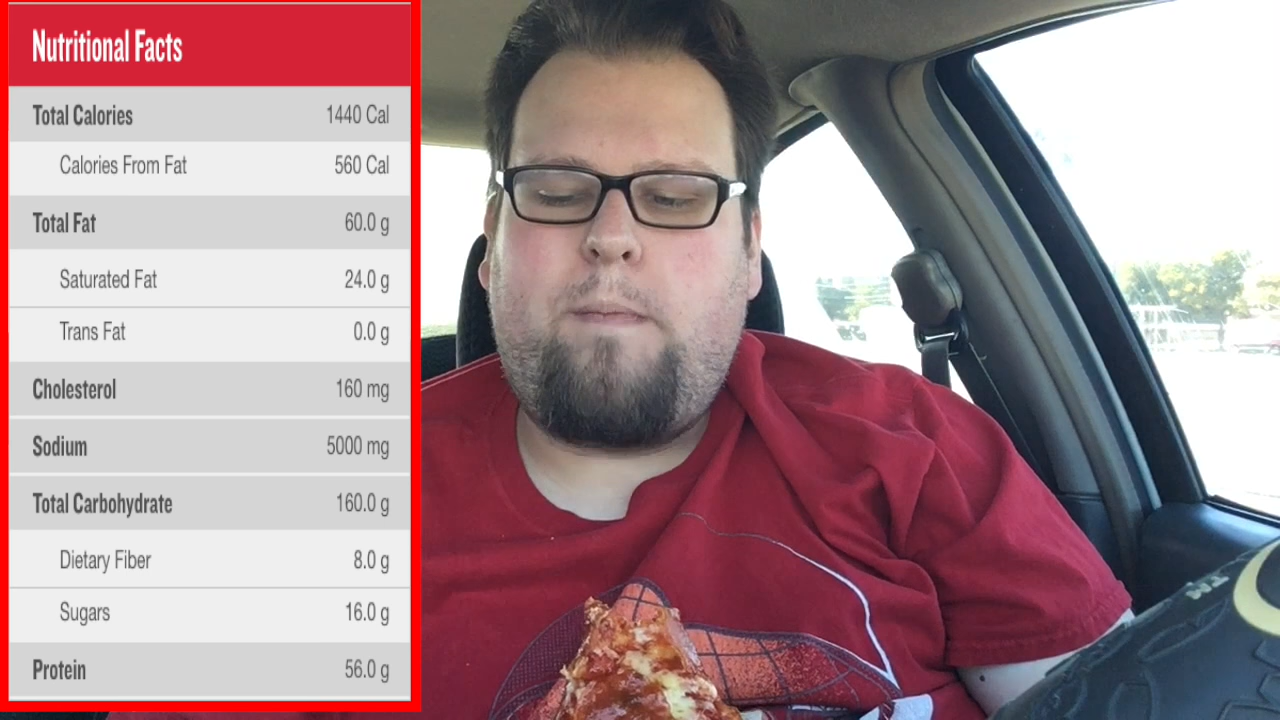 Nutritional Facts
Total Calories 1440 Cal
Calories From Fat 560 Cal
Total Fat 60.0 g
Saturated Fat 24.0 g
Trans Fat 0.0 g
Cholesterol 160 mg
Sodium 5000 mg
Total Carbohydrate 160.0 g
Dietary Fiber 8.0 g
Sugars 16.0 g
Protein 56.0 g
TM